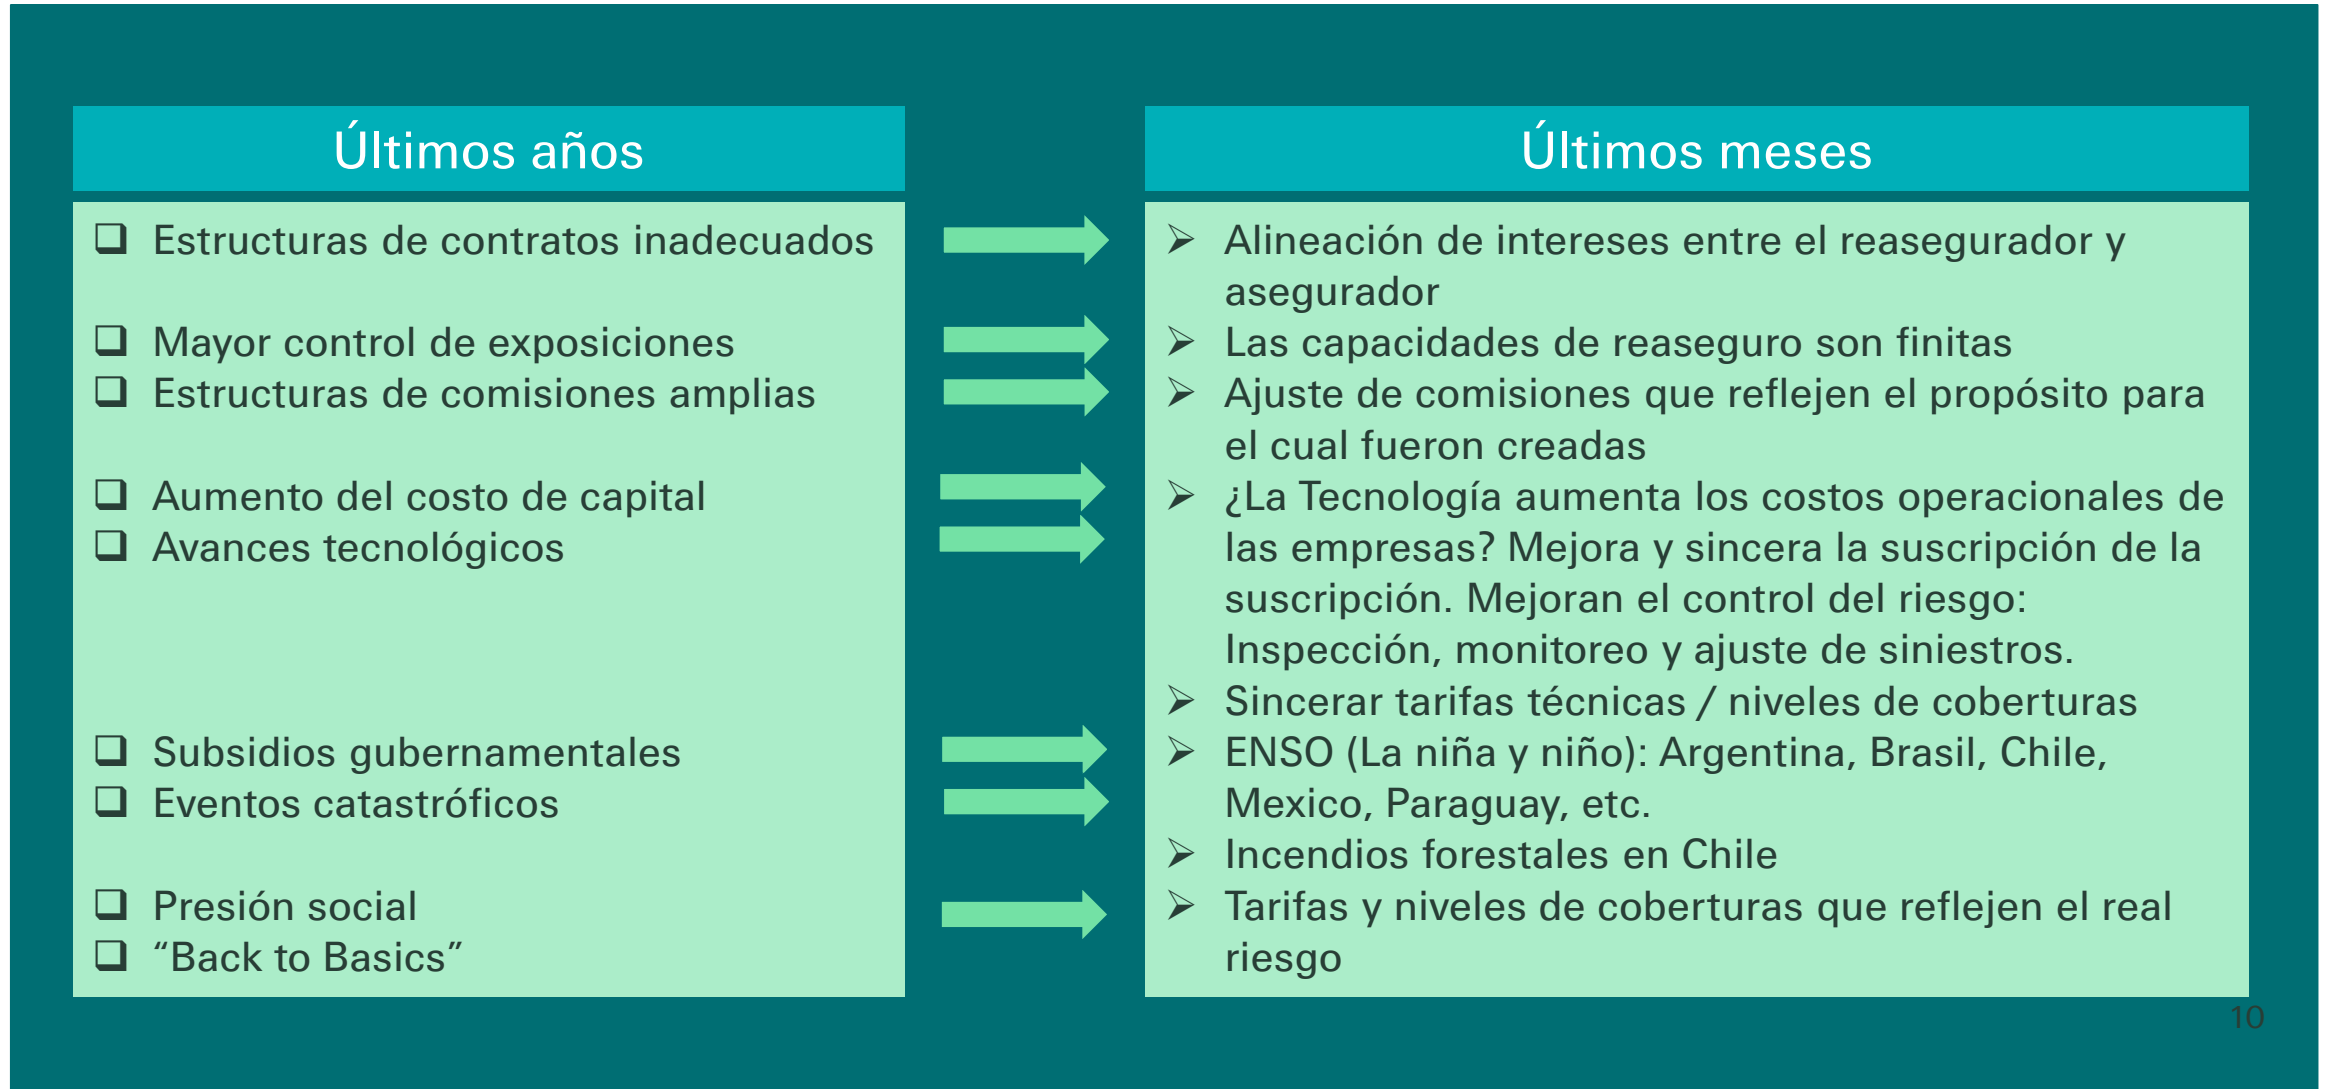 Últimos años
Estructuras de contratos inadecuados
Mayor control de exposiciones
Estructuras de comisiones amplias
Aumento del costo de capital
Avances tecnológicos
Subsidios gubernamentales
Eventos catastróficos
Presión social
“Back to Basics”
Últimos meses
Alineación de intereses entre el reasegurador y
asegurador
Las capacidades de reaseguro son finitas
Ajuste de comisiones que reflejen el propósito para
el cual fueron creadas
¿La Tecnología aumenta los costos operacionales de
las empresas? Mejora y sincera la suscripción de la
suscripción. Mejoran el control del riesgo:
Inspección, monitoreo y ajuste de siniestros.
Sincerar tarifas técnicas / niveles de coberturas
ENSO (La niña y niño): Argentina, Brasil, Chile,
Mexico, Paraguay, etc.
Incendios forestales en Chile
Tarifas y niveles de coberturas que reflejen el real
riesgo
10